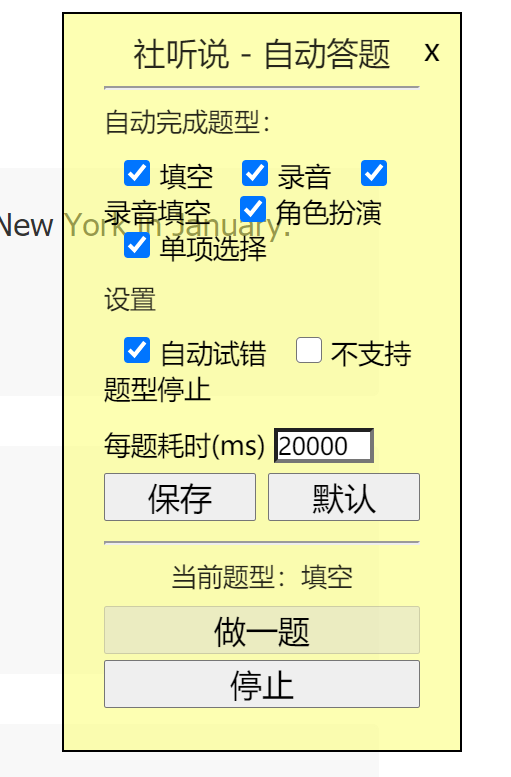 社听说 - 自动答题 x
自动完成题型：
填空 录音
录音填空 角色扮演
New York in January.
单项选择
设置
自动试错 不支持
题型停止
每题耗时(ms) 20000
保存 默认
当前题型：填空
做一题
停止